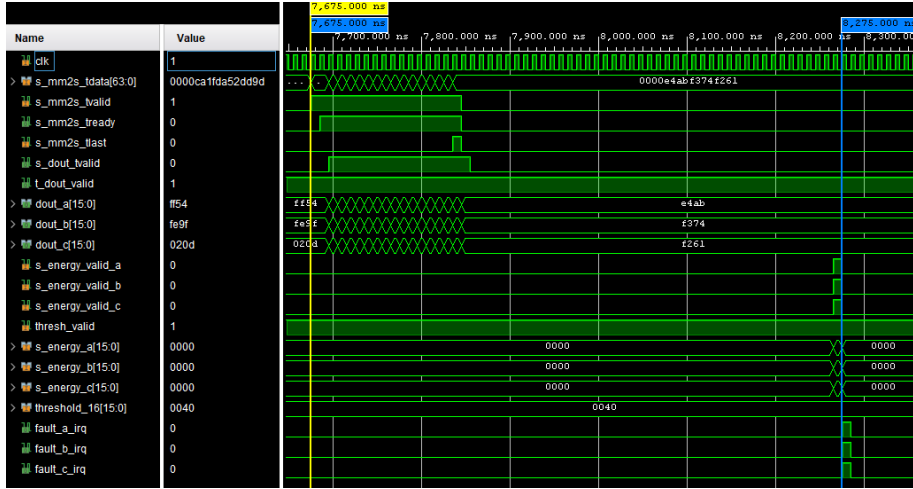 7,675.000 ns
7,675.000 ns 8,275.000 ns
Name Value 7,700.000 ns 7,800.000 ns 7,900.000 ns 8,000.000 ns 8,100.000 ns 8,200.000 ns 8,300.00
clk 1
s_mm2s_tdata[63:0] 0000ca1fda52dd9d ... . 0000e4abf374f261
s_mm2s_tvalid 1
s_mm2s_tready 0
s_mm2s_tlast 0
s_dout_tvalid 0
t_dout_valid 1
dout_a[15:0] ff54 ff54 e4ab
dout_b[15:0] fe9f fe9f f374
dout_c[15:0] 020d 020d f261
s_energy_valid_a 0
s_energy_valid_b 0
s_energy_valid_c 0
thresh_valid 1
s_energy_a[15:0] 0000 0000 0000
s_energy_b[15:0] 0000 0000 0000
s_energy_c[15:0] 0000 0000 0000
threshold_16[15:0] 0040 0040
fault_a_irq 0
fault_b_irq 0
fault_c_irq 0